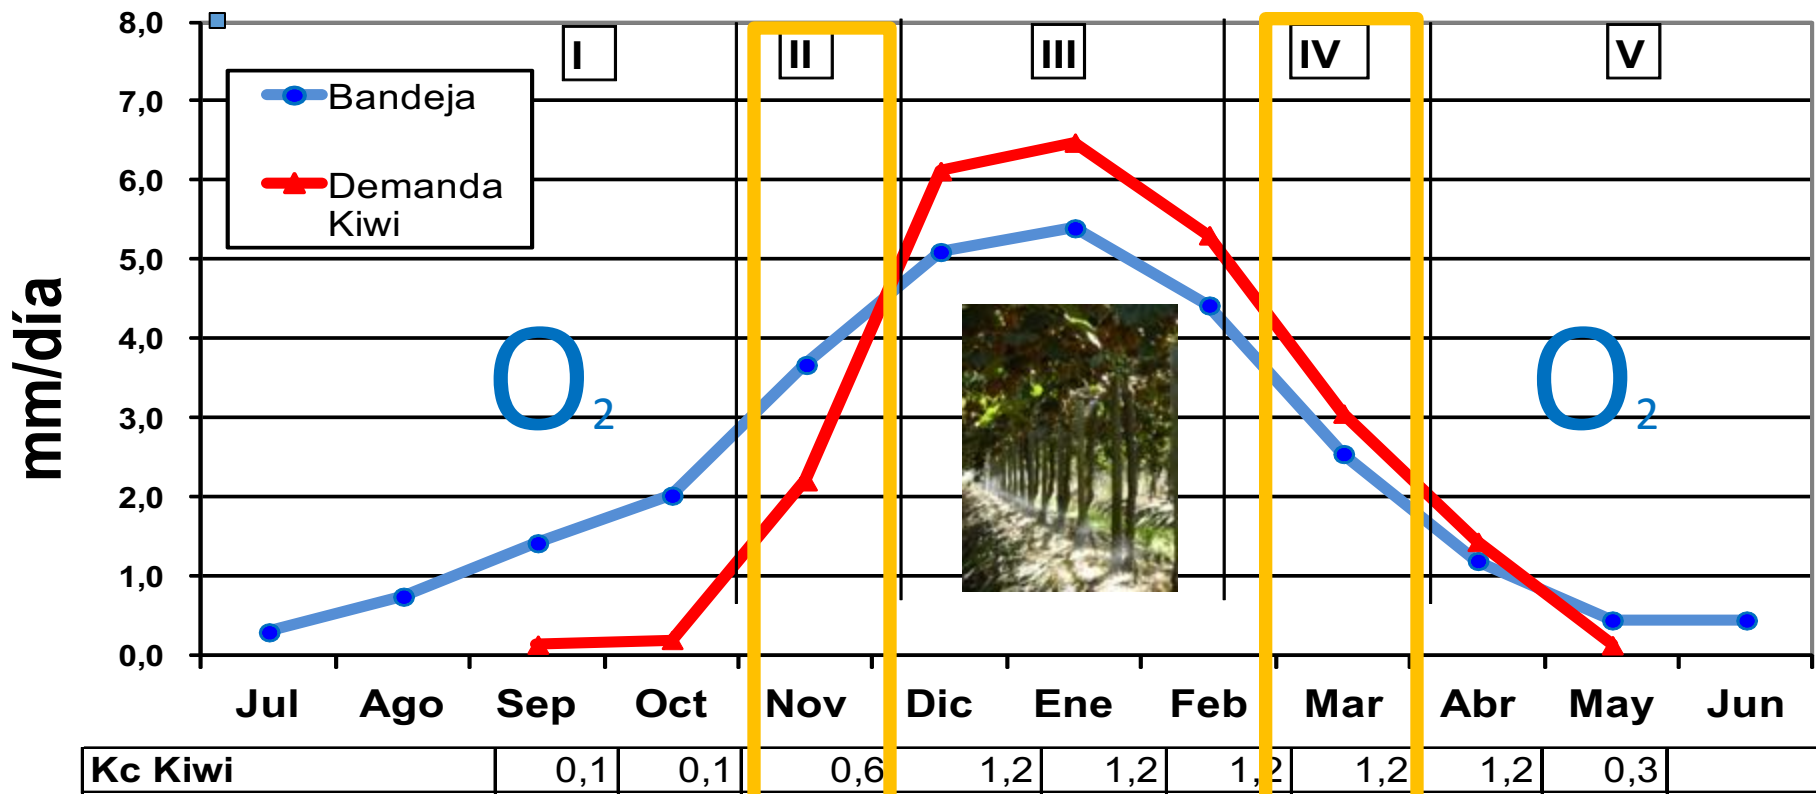 8,0
I
II
III
IV
V
7,0
Bandeja
6,0
Demanda
Kiwi
5,0
4,0
3,0
2,0
1,0
0,0
mm/día
O2
O2
Jul Ago Sep Oct Nov Dic Ene Feb Mar Abr May Jun
Kc Kiwi 0,1 0,1 0,6 1,2 1,2 1,2 1,2 1,2 0,3